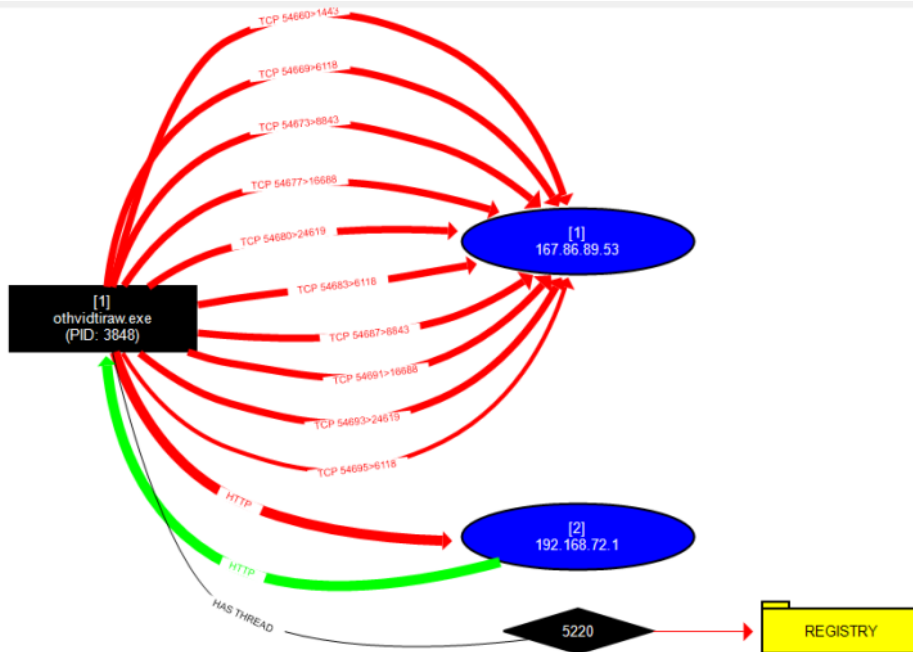 TCP 54660>1443
TCP 54669>6118
TCP 54673>8843
TCP 54677>16688
TCP 54680>24619
[1]
167.86.89.53
TCP 54683>6118
[1]
othvidtiraw.exe
(PID: 3848)
TCP 54687>8843
TCP 54691>16688
TCP 54693>24619
TCP 54695>6118
HTTP
[2]
192.168.72.1
HTTP
HAS THREAD
5220
REGISTRY